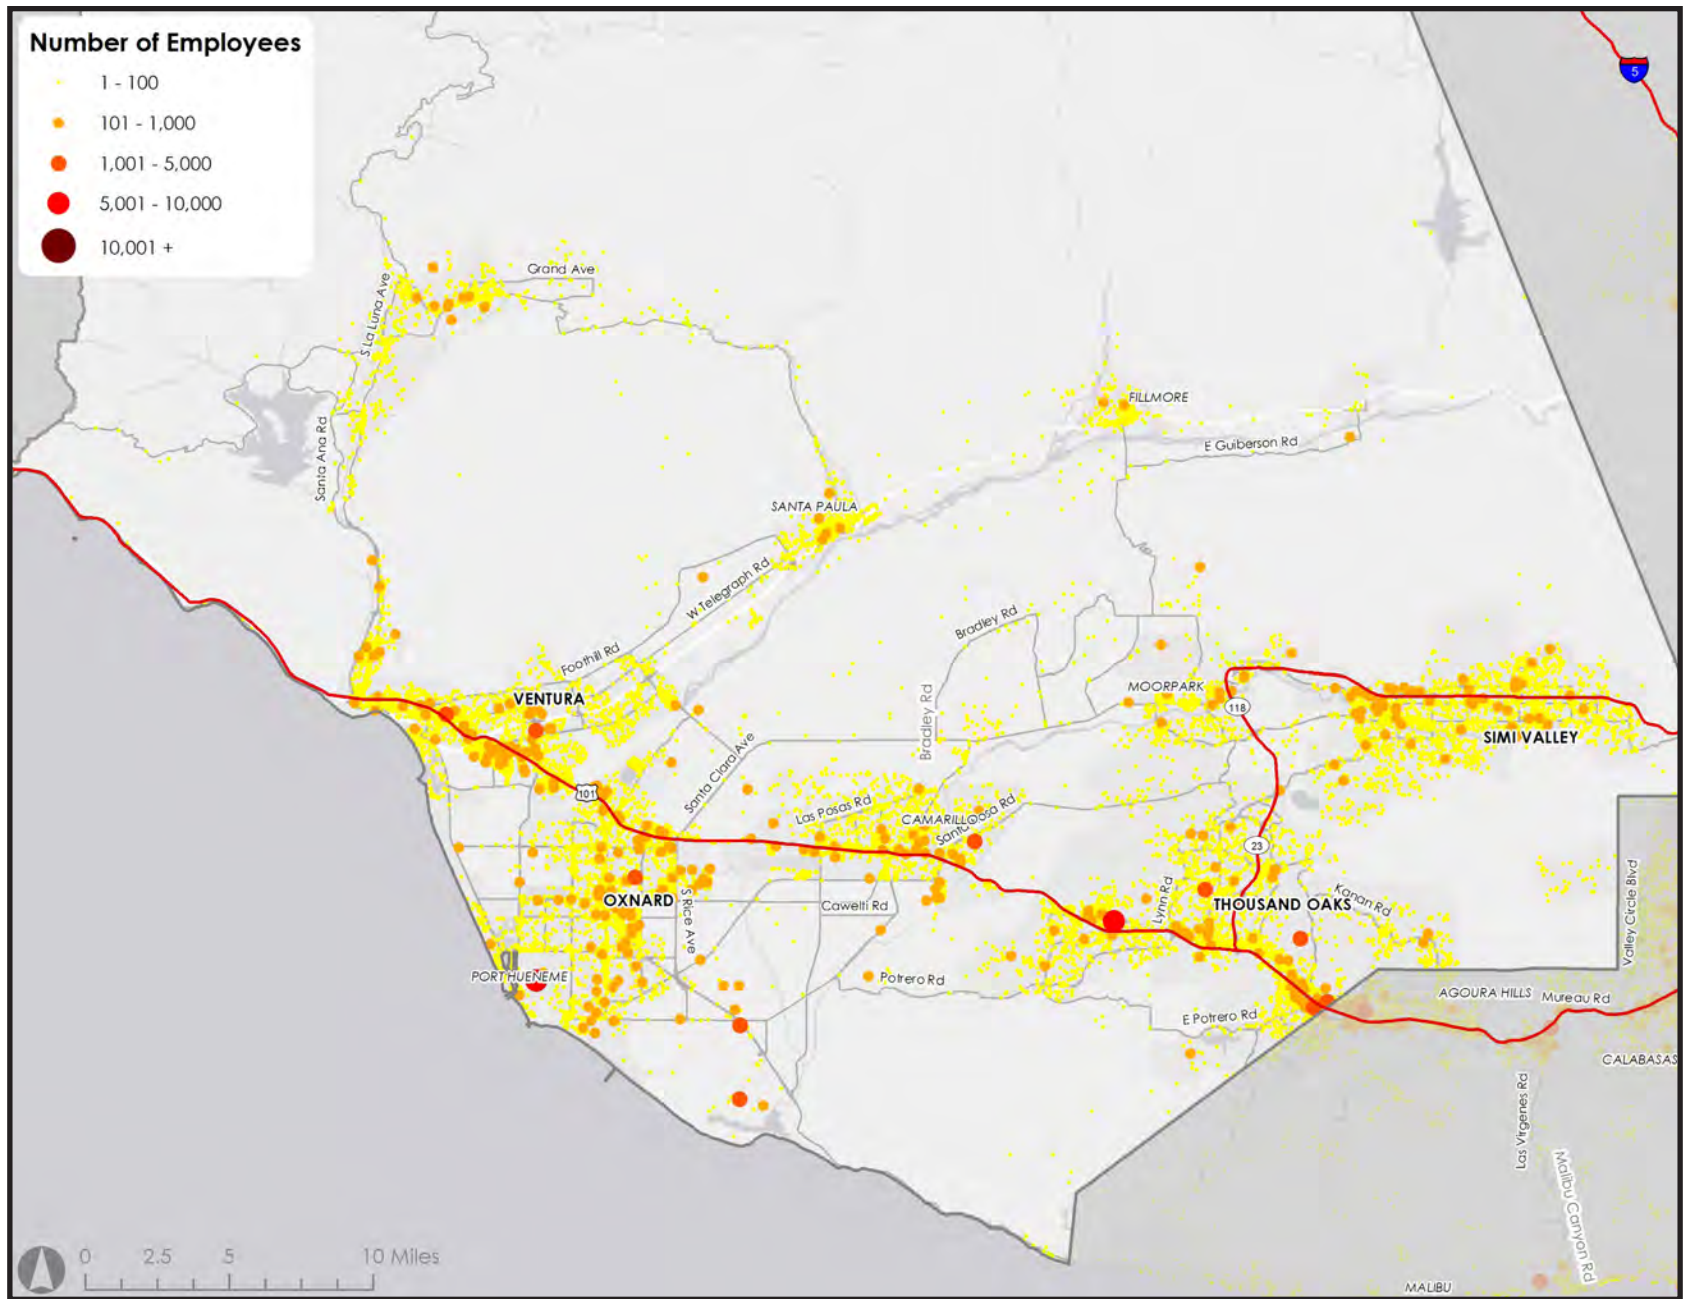 Number of Employees
1 - 100
101 - 1,000
1,001 - 5,000
5,001 - 10,000
10,001 +
5
Grand Ave
S La Luna Ave
Santa Ana Rd
FILLMORE
E Guiberson Rd
SANTA PAULA
W Telegraph Rd
Foothill Rd
Bradley Rd
VENTURA
MOORPARK
118
Bradley Rd
SIMI VALLEY
Santa Clara Ave
101
Las Posas Rd
CAMARILLO
Santa Rosa Rd
23
OXNARD
S Rice Ave
Cawelti Rd
Lynn Rd
THOUSAND OAKS
Kanan Rd
Valley Circle Blvd
PORT HUENEME
Potrero Rd
AGOURA HILLS
Mureau Rd
E Potrero Rd
CALABASAS
Las Virgenes Rd
Malibu Canyon Rd
0 2.5 5 10 Miles
MALIBU